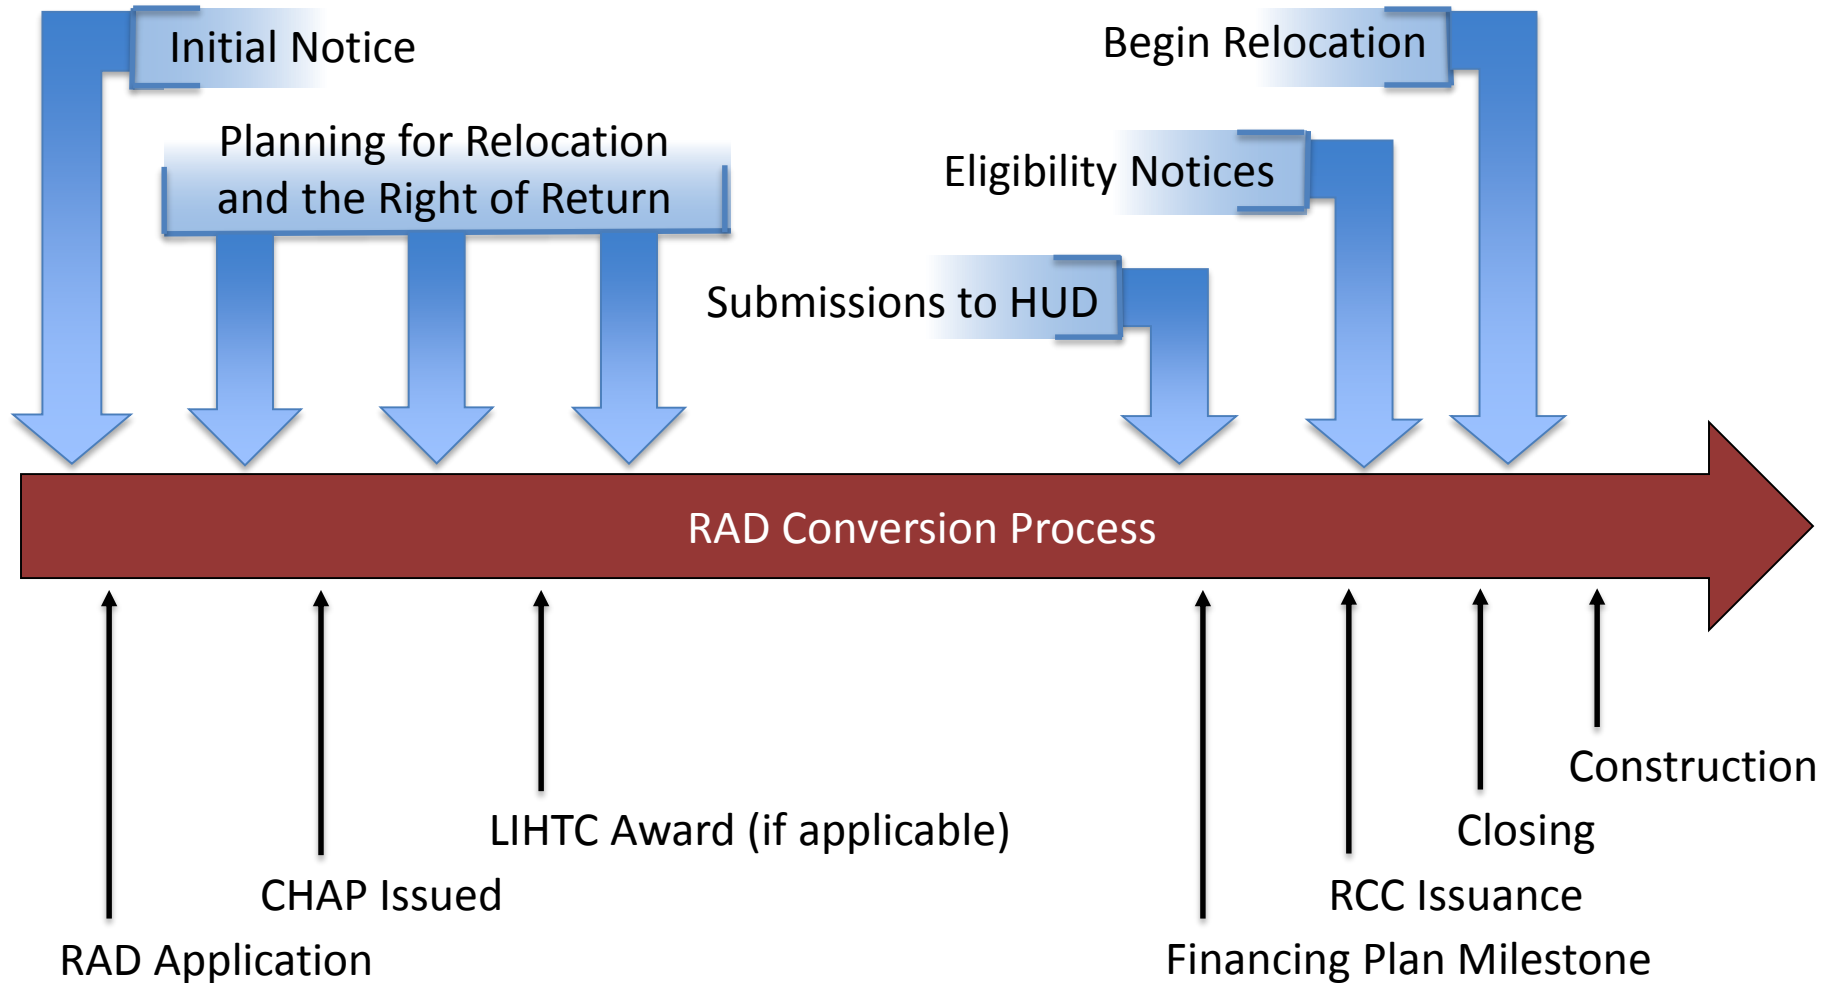 Initial Notice
Begin Relocation
Planning for Relocation
and the Right of Return
Eligibility Notices
Submissions to HUD
RAD Conversion Process
Construction
LIHTC Award (if applicable)
Closing
CHAP Issued
RCC Issuance
RAD Application
Financing Plan Milestone